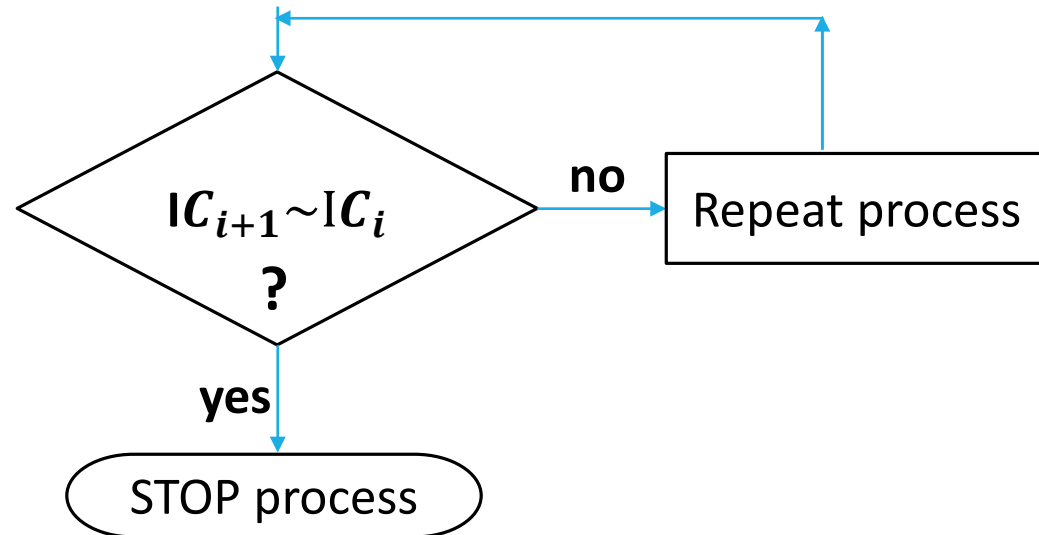 IC_{i+1}~IC_i
?
no
Repeat process
yes
STOP process